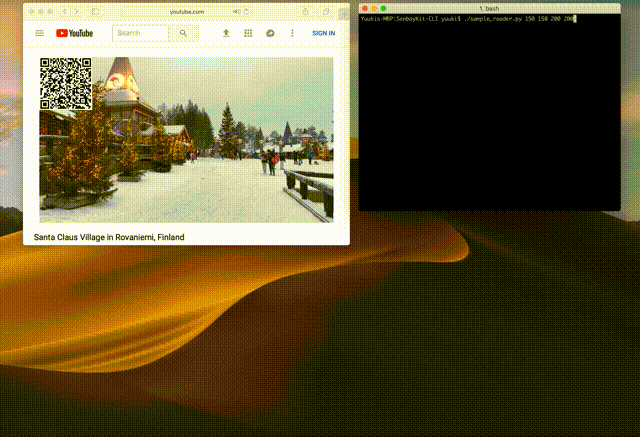 youtube.com
YouTube
Search
SIGN IN
Santa Claus Village in Rovaniemi, Finland
1. bash
Yuukis-MBP:SenbayKit-CLI yuuki$ ./sample_reader.py 150 150 200 200